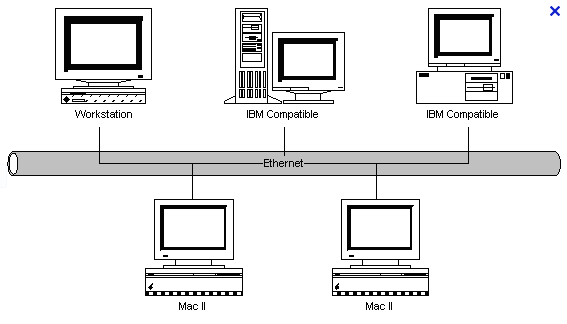 Workstation
IBM Compatible
IBM Compatible
Ethernet
Mac II
Mac II